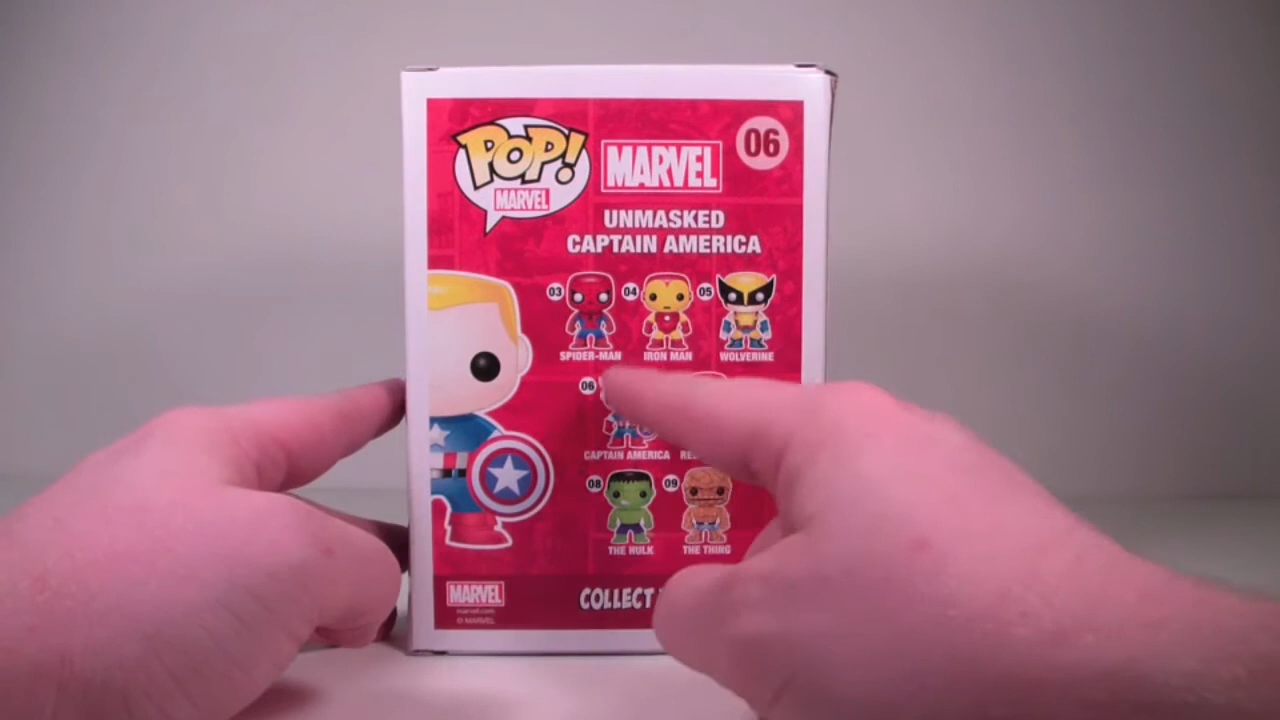 POP!
MARVEL
MARVEL
06
UNMASKED
CAPTAIN AMERICA
03
04
05
SPIDER-MAN
IRON MAN
WOLVERINE
06
CAPTAIN AMERICA
08
09
THE HULK
THE THING
MARVEL
marvel.com
© MARVEL
COLLECT